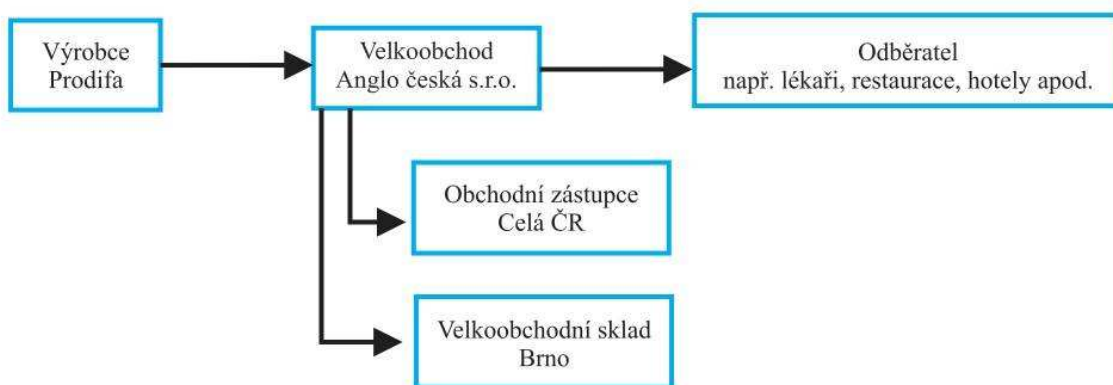 Výrobce
Prodifa
Velkoobchod
Anglo česká s.r.o.
Odběratel
např. lékaři, restaurace, hotely apod.
Obchodní zástupce
Celá ČR
Velkoobchodní sklad
Brno